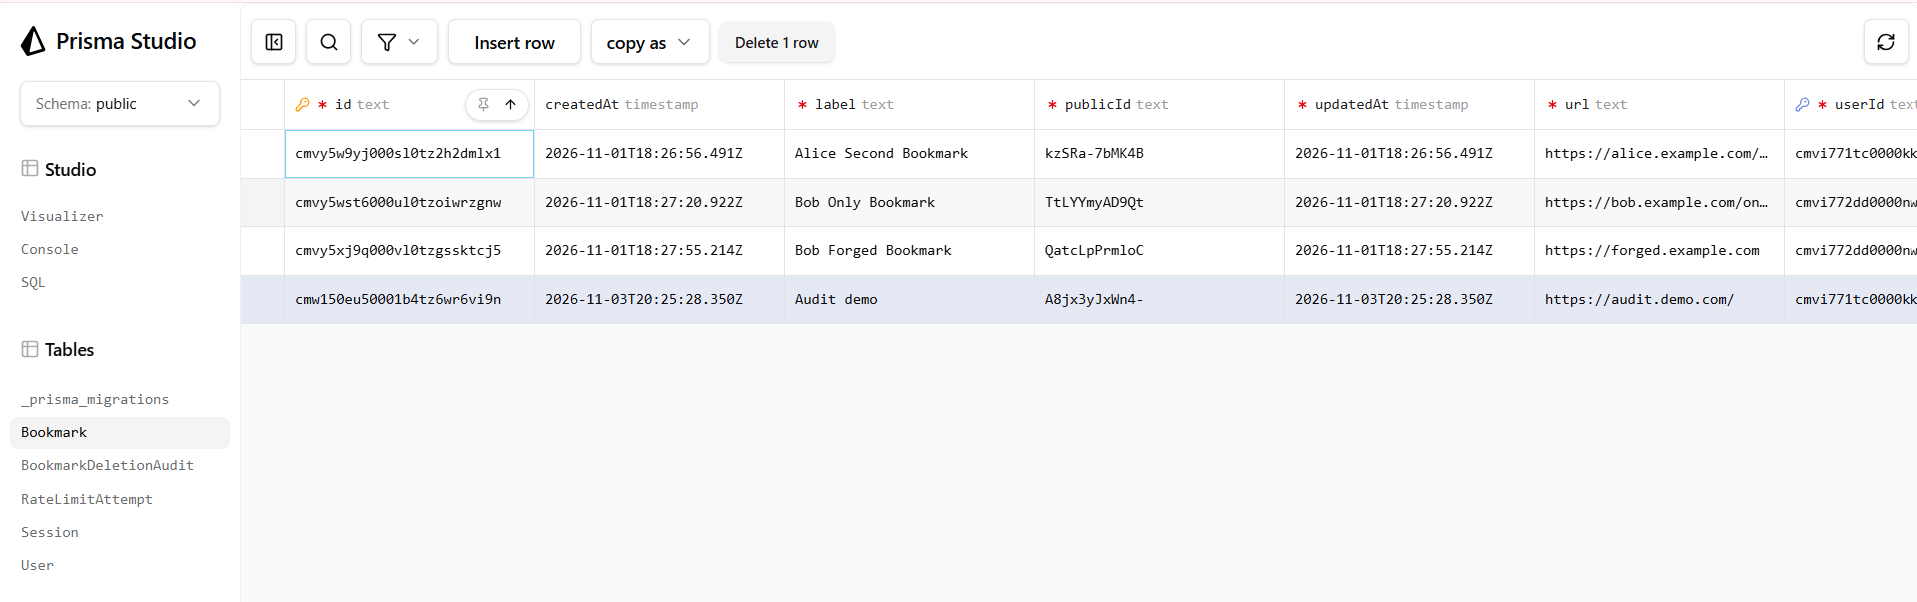 Prisma Studio
Schema: public
Studio
Visualizer
Console
SQL
Tables
_prisma_migrations
Bookmark
BookmarkDeletionAudit
RateLimitAttempt
Session
User
Insert row copy as Delete 1 row
* id text createdAt timestamp * label text * publicId text * updatedAt timestamp * url text * userId text
cmvy5w9yj000sl0tz2h2dmlx1 2026-11-01T18:26:56.491Z Alice Second Bookmark kzSRa-7bMK4B 2026-11-01T18:26:56.491Z https://alice.example.com/… cmvi771tc0000kk
cmvy5wst6000ul0tzoiwrzgnw 2026-11-01T18:27:20.922Z Bob Only Bookmark TtLYYmyAD9Qt 2026-11-01T18:27:20.922Z https://bob.example.com/on… cmvi772dd0000nw
cmvy5xj9q000vl0tzgssktcj5 2026-11-01T18:27:55.214Z Bob Forged Bookmark QatcLpPrmloC 2026-11-01T18:27:55.214Z https://forged.example.com cmvi772dd0000nw
cmw150eu50001b4tz6wr6vi9n 2026-11-03T20:25:28.350Z Audit demo A8jx3yJxWn4- 2026-11-03T20:25:28.350Z https://audit.demo.com/ cmvi771tc0000kk